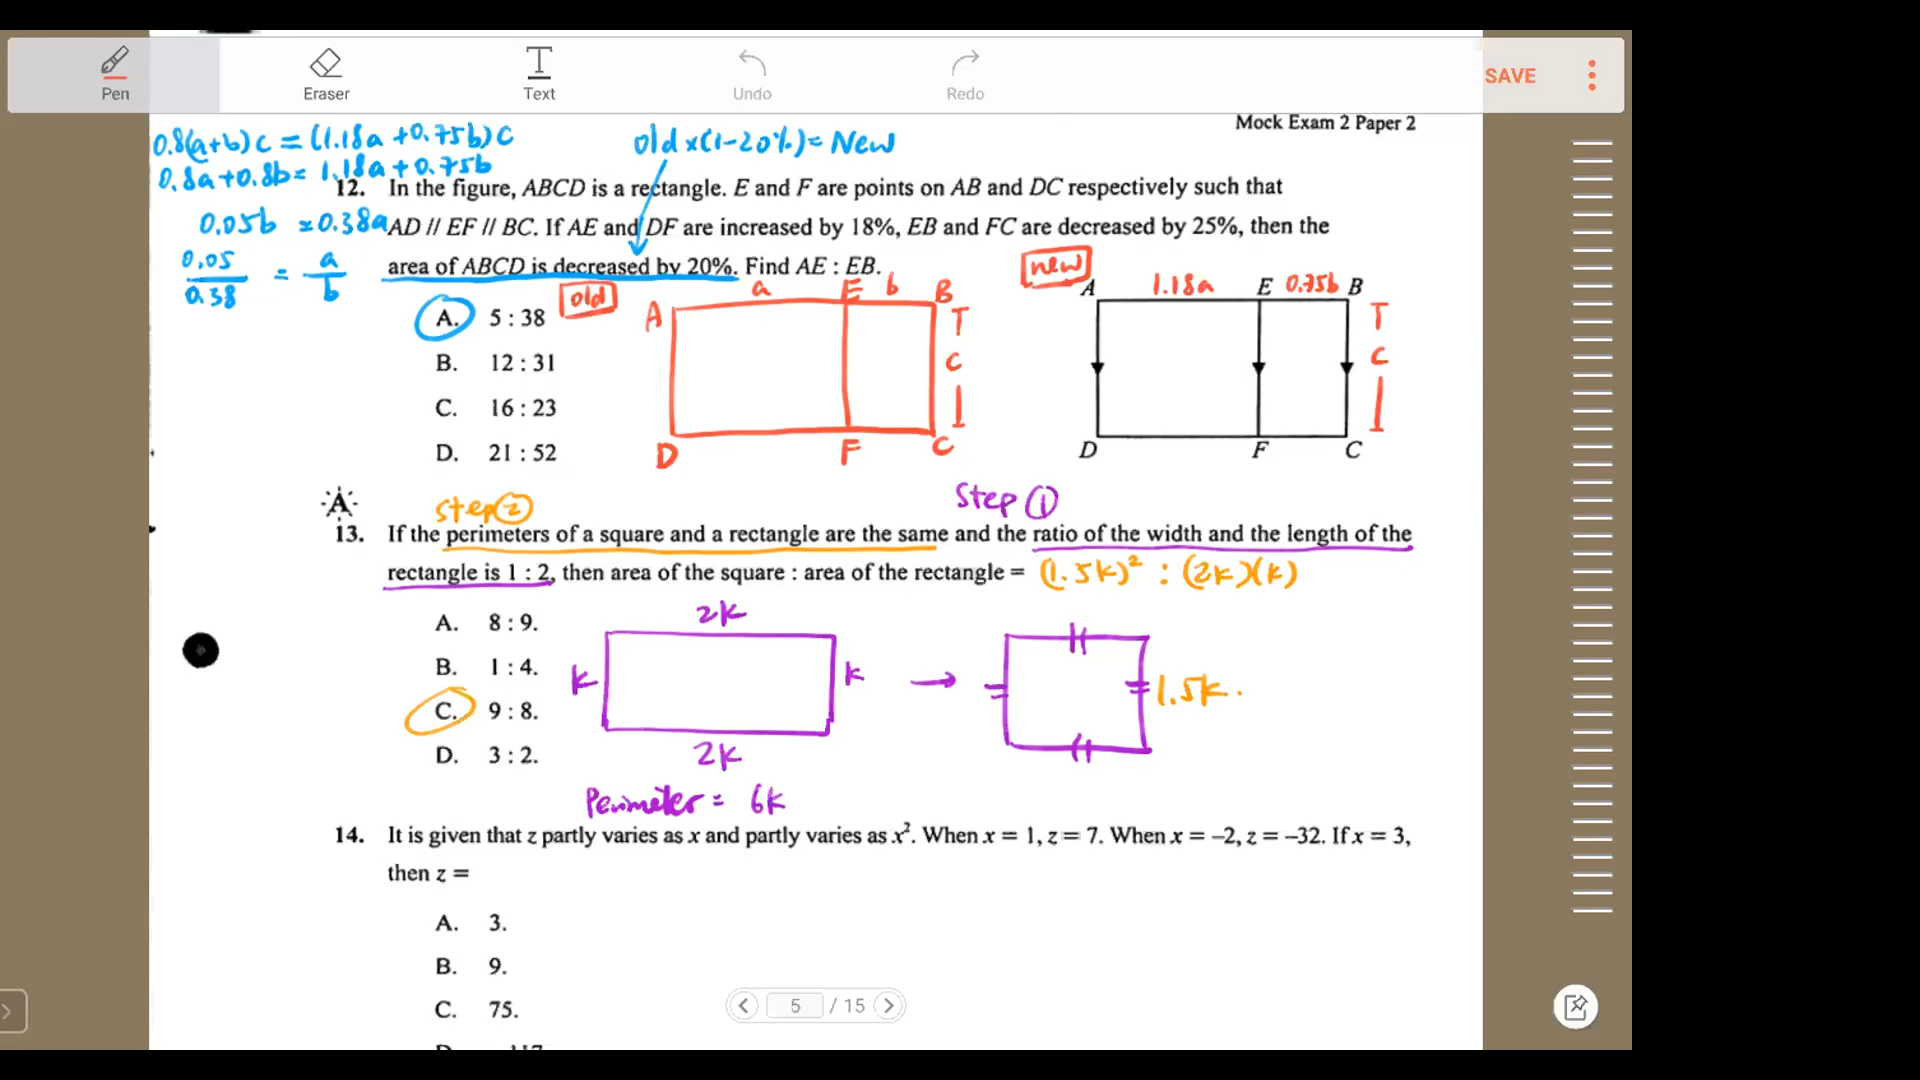 Pen
Eraser
Text
Undo
Redo
SAVE
Mock Exam 2 Paper 2
0.8(a+b)c = (1.18a + 0.75b)c
old x(1-20%)= New
0.8a+0.8b = 1.18a + 0.75b
12. In the figure, ABCD is a rectangle. E and F are points on AB and DC respectively such that
0.05b = 0.38a
AD // EF // BC. If AE and DF are increased by 18%, EB and FC are decreased by 25%, then the
0.05/0.38 = a/b
area of ABCD is decreased by 20%. Find AE : EB.
old
new
A. 5 : 38
B. 12 : 31
C. 16 : 23
D. 21 : 52
A a E b B
c
D F C
A 1.18a E 0.75b B
c
D F C
A
step 2
Step 1
13. If the perimeters of a square and a rectangle are the same and the ratio of the width and the length of the
rectangle is 1 : 2, then area of the square : area of the rectangle = (1.5k)² : (2k)(k)
A. 8 : 9.
B. 1 : 4.
C. 9 : 8.
D. 3 : 2.
2k
k
k
1.5k.
2k
Perimeter = 6k
14. It is given that z partly varies as x and partly varies as x². When x = 1, z = 7. When x = –2, z = –32. If x = 3,
then z =
A. 3.
B. 9.
C. 75.
5 / 15